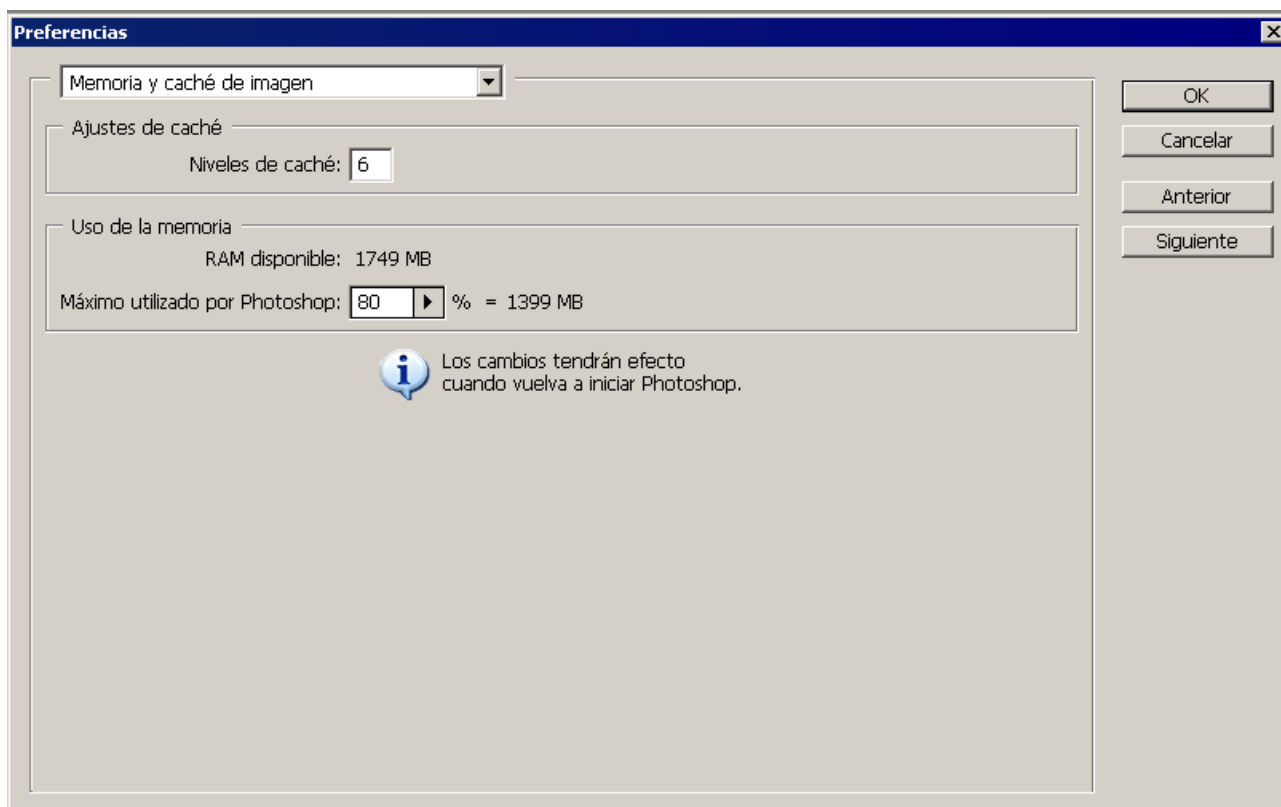 Preferencias
Memoria y caché de imagen
OK
Ajustes de caché
Cancelar
Niveles de caché: 6
Anterior
Uso de la memoria
Siguiente
RAM disponible: 1749 MB
Máximo utilizado por Photoshop: 80 % = 1399 MB
Los cambios tendrán efecto
cuando vuelva a iniciar Photoshop.